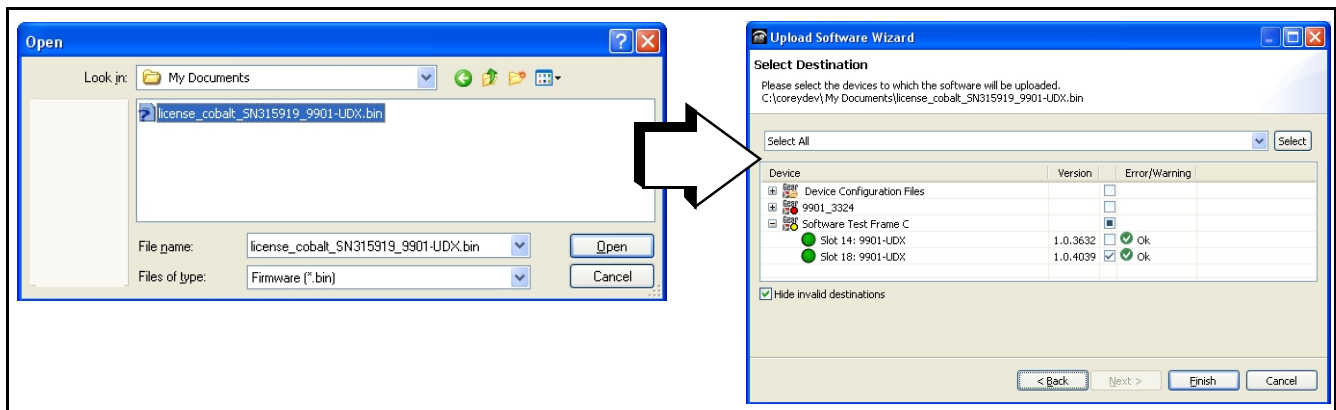 Open
Look in: My Documents
license_cobalt_SN315919_9901-UDX.bin
File name: license_cobalt_SN315919_9901-UDX.bin Open
Files of type: Firmware (*.bin) Cancel
Upload Software Wizard
Select Destination
Please select the devices to which the software will be uploaded.
C:\coreydev\My Documents\license_cobalt_SN315919_9901-UDX.bin
Select All Select
Device Version Error/Warning
Device Configuration Files
9901_3324
Software Test Frame C
Slot 14: 9901-UDX 1.0.3632 Ok
Slot 18: 9901-UDX 1.0.4039 Ok
Hide invalid destinations
< Back Next > Finish Cancel